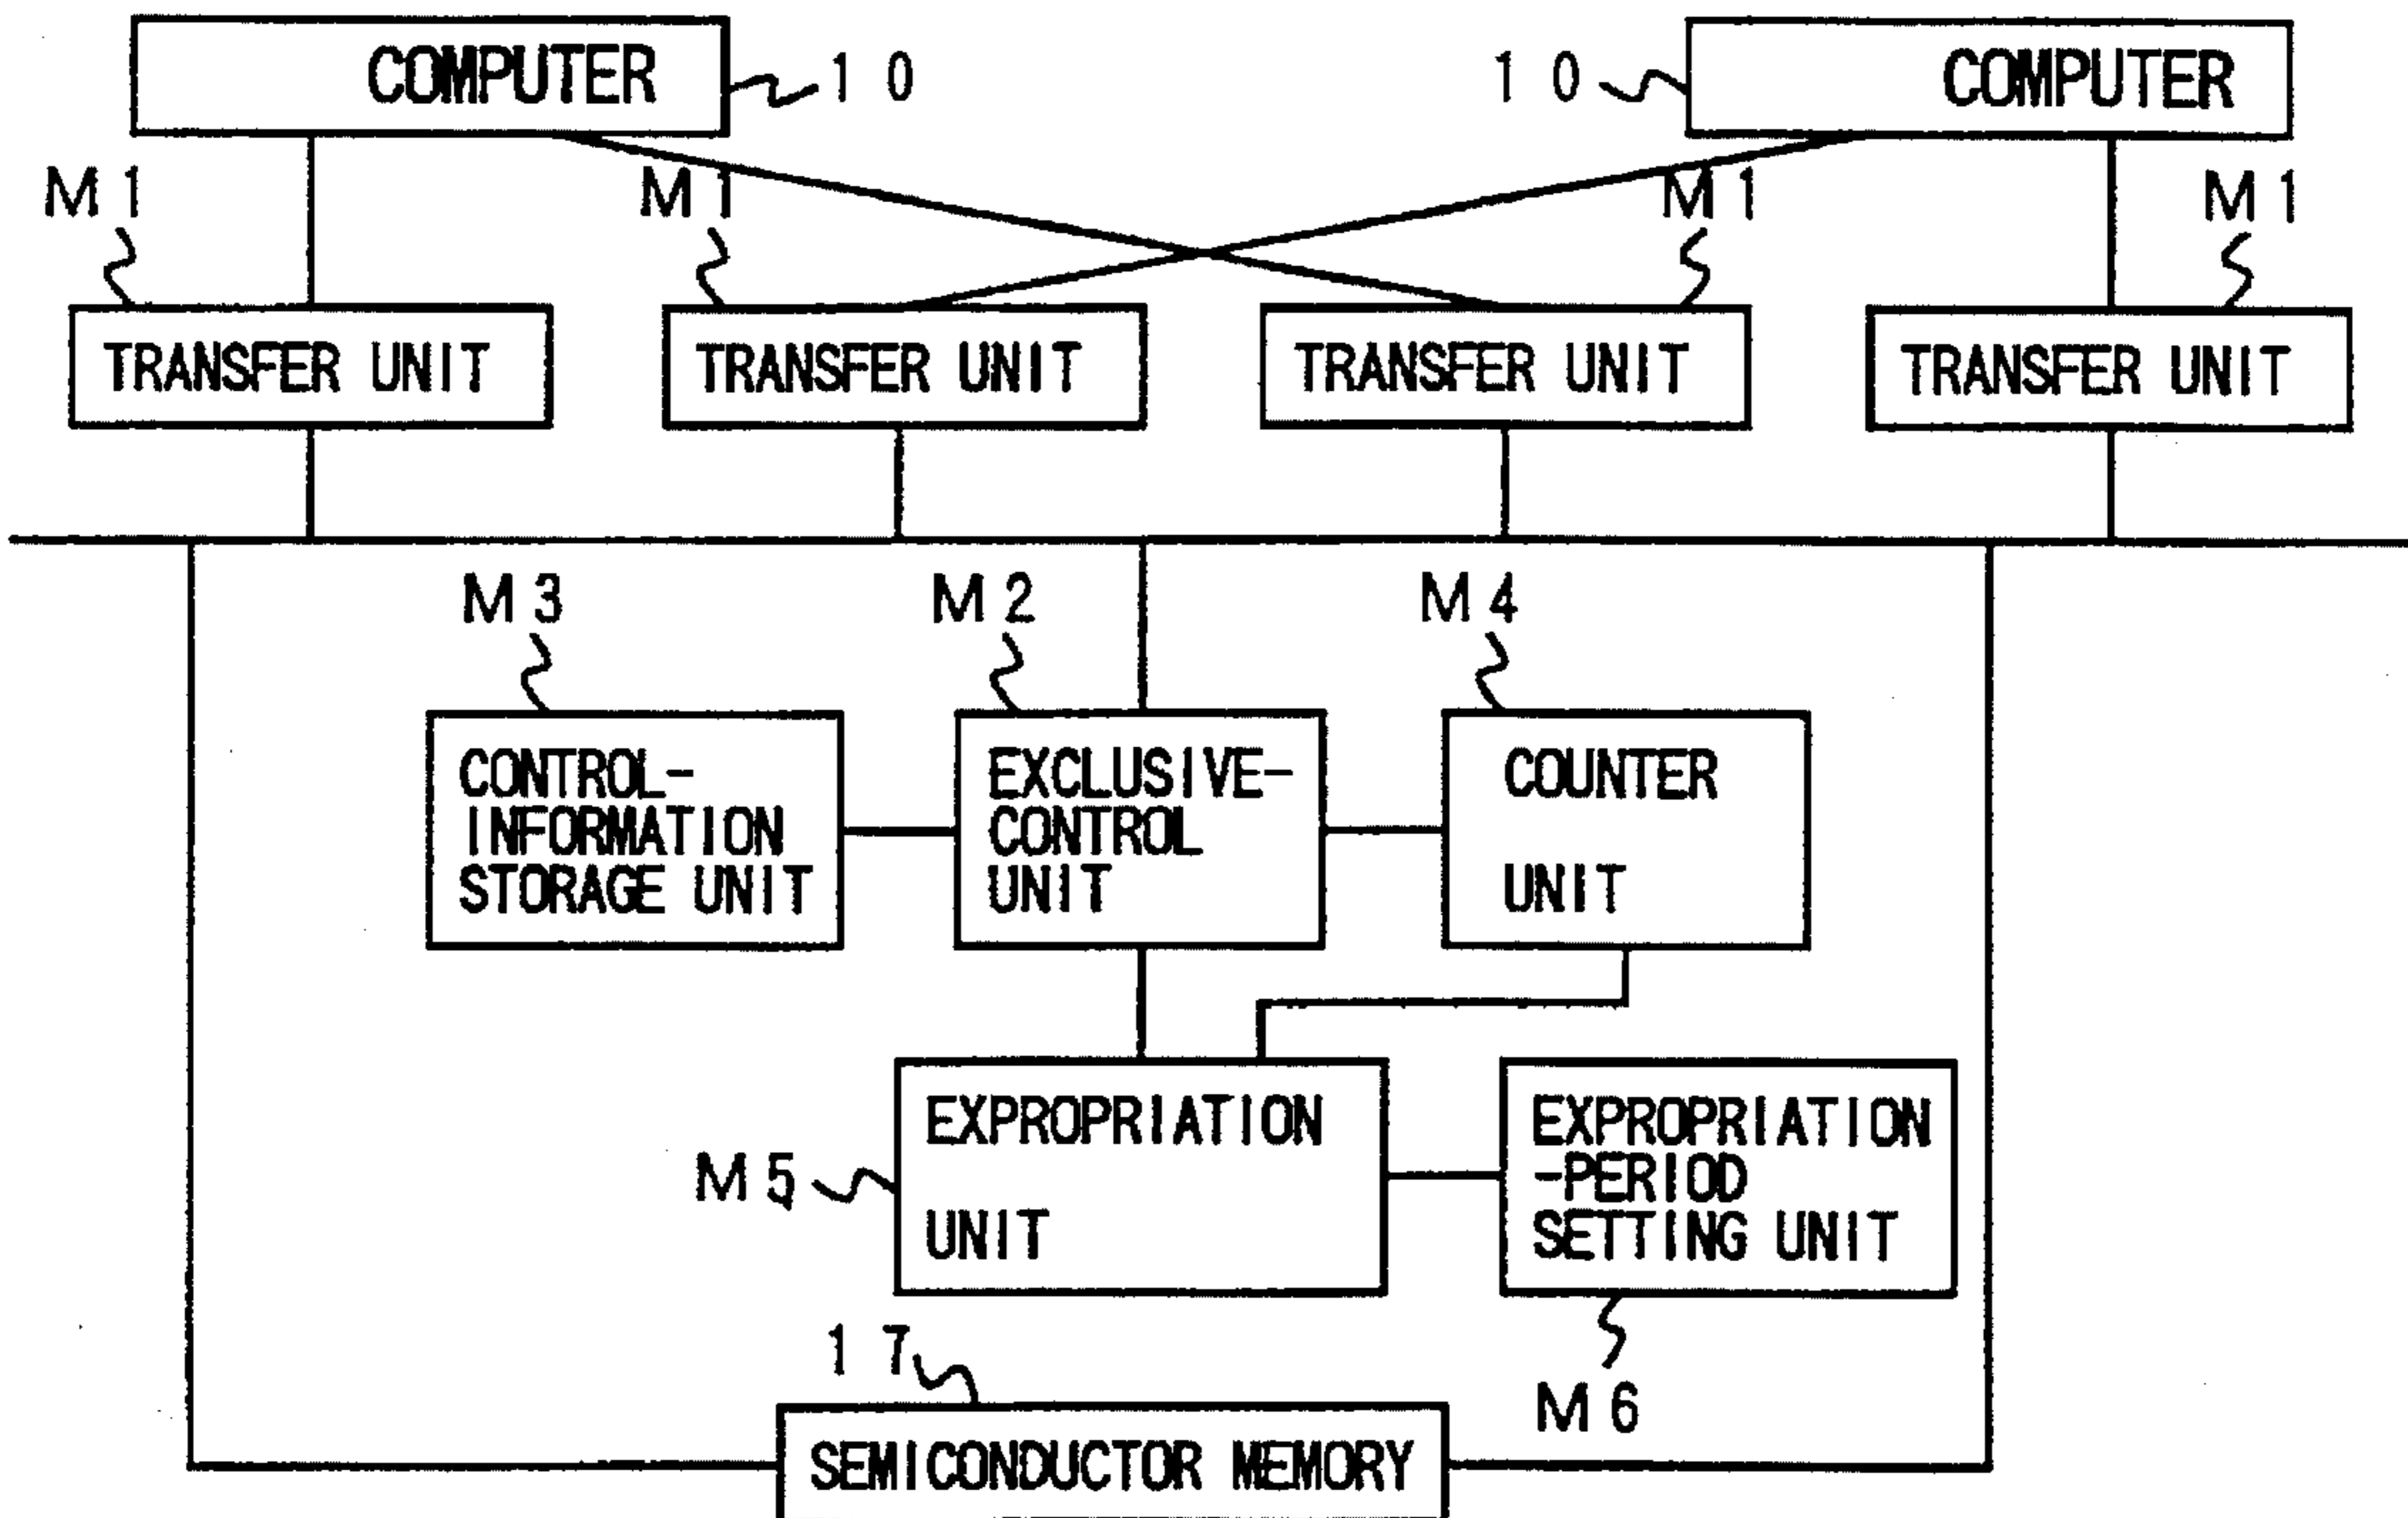 COMPUTER
10
10
COMPUTER
M1
M1
M1
M1
TRANSFER UNIT
TRANSFER UNIT
TRANSFER UNIT
TRANSFER UNIT
M3
M2
M4
CONTROL-
INFORMATION
STORAGE UNIT
EXCLUSIVE-
CONTROL
UNIT
COUNTER
UNIT
M5
EXPROPRIATION
UNIT
EXPROPRIATION
-PERIOD
SETTING UNIT
17
M6
SEMICONDUCTOR MEMORY